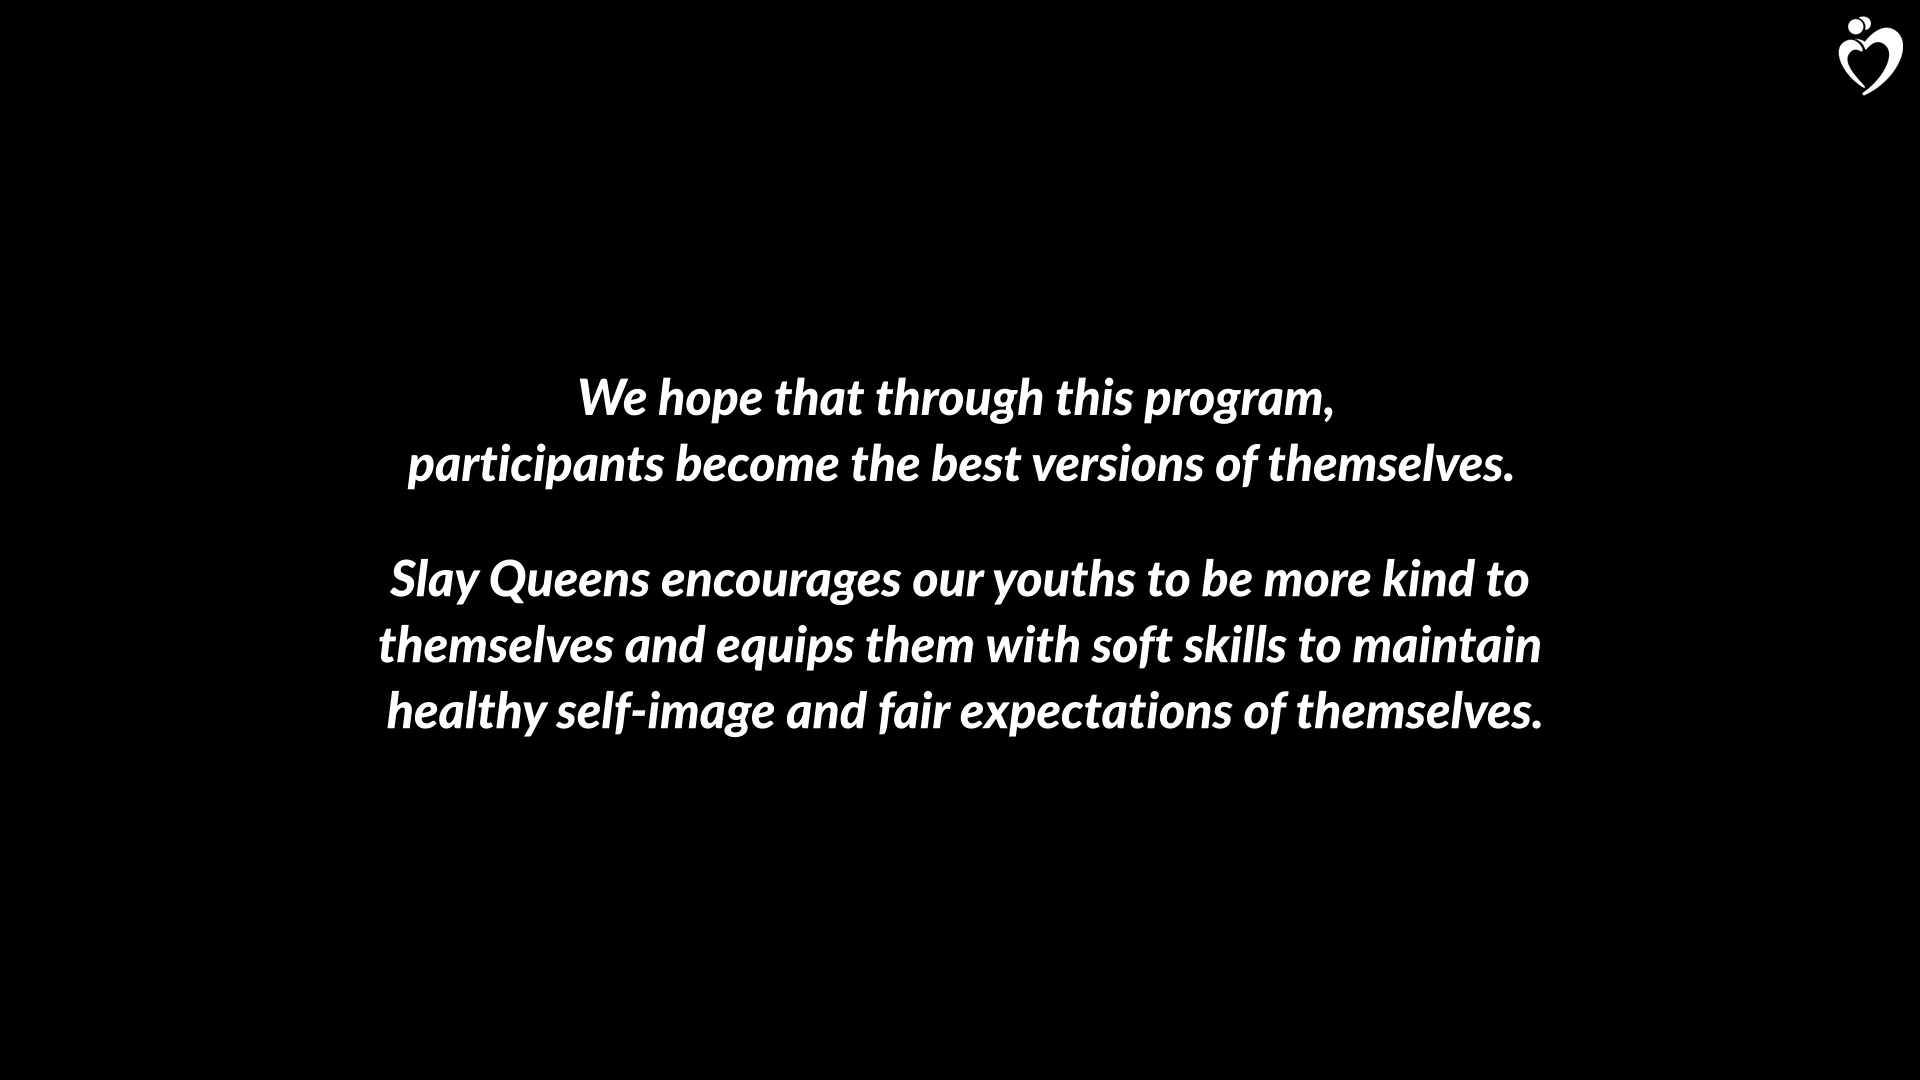 We hope that through this program,
participants become the best versions of themselves.
Slay Queens encourages our youths to be more kind to
themselves and equips them with soft skills to maintain
healthy self-image and fair expectations of themselves.